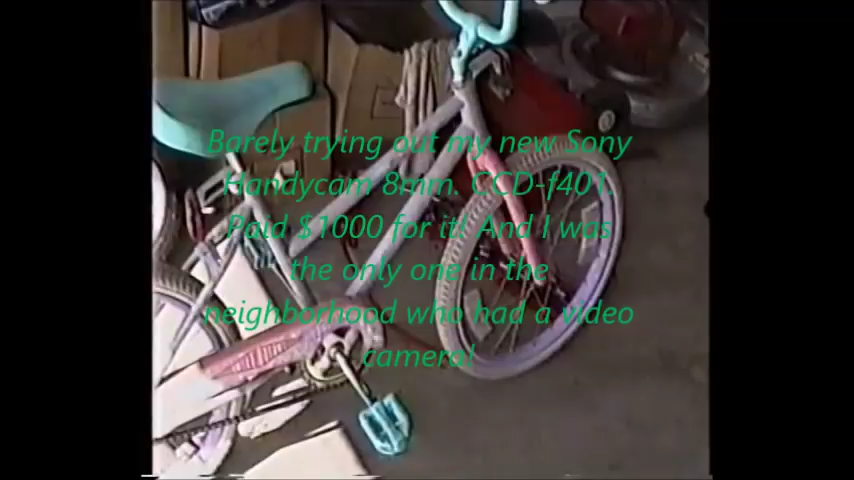 Barely trying out my new Sony
Handycam 8mm. CCD-f401.
Paid $1000 for it! And I was
the only one in the
neighborhood who had a video
camera!